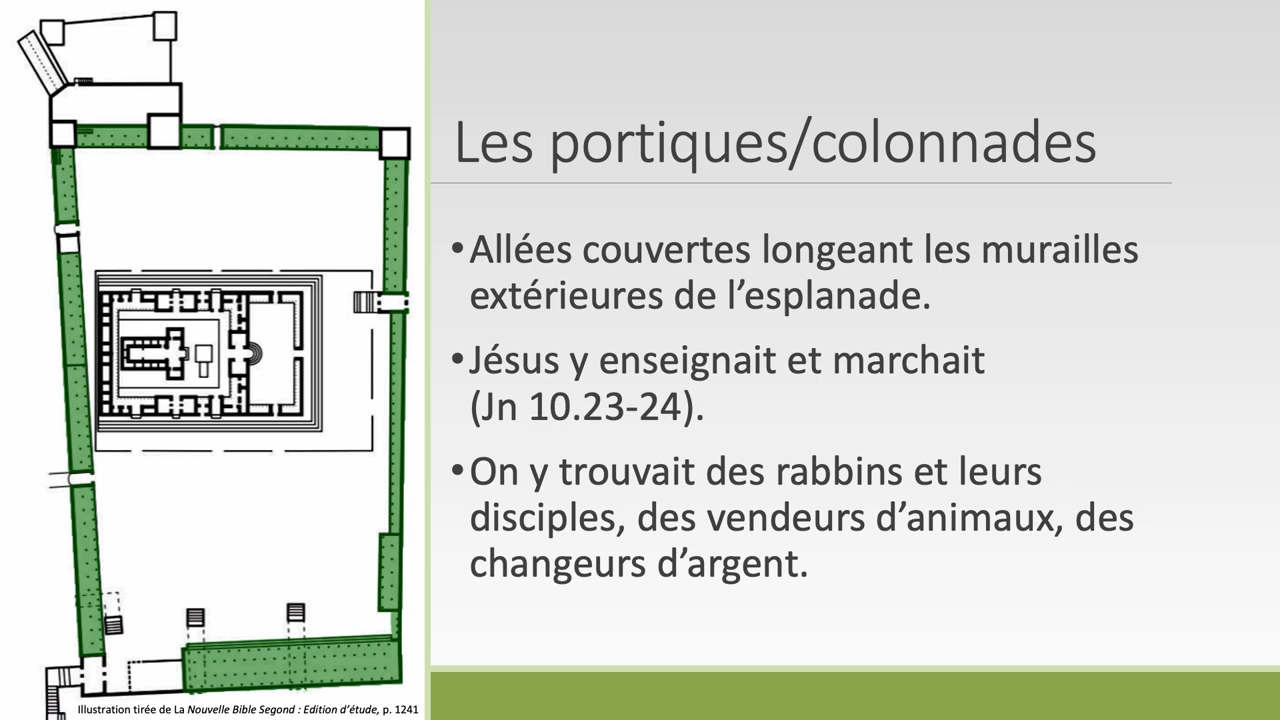 Les portiques/colonnades
•Allées couvertes longeant les murailles
extérieures de l’esplanade.
•Jésus y enseignait et marchait
(Jn 10.23-24).
•On y trouvait des rabbins et leurs
disciples, des vendeurs d’animaux, des
changeurs d’argent.
Illustration tirée de La Nouvelle Bible Segond : Edition d’étude, p. 1241